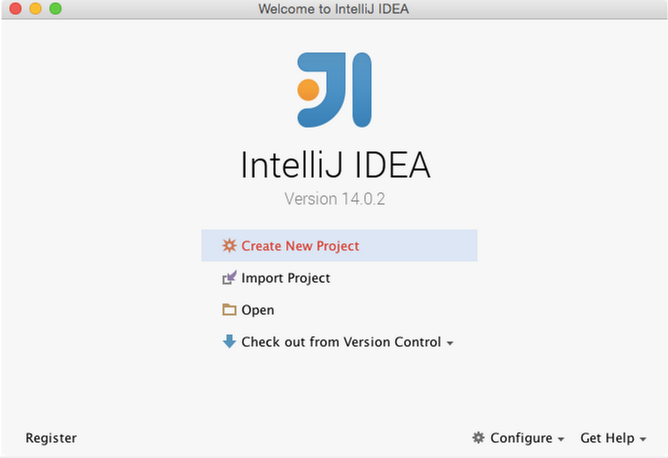 Welcome to IntelliJ IDEA
IntelliJ IDEA
Version 14.0.2
Create New Project
Import Project
Open
Check out from Version Control
Register
Configure
Get Help